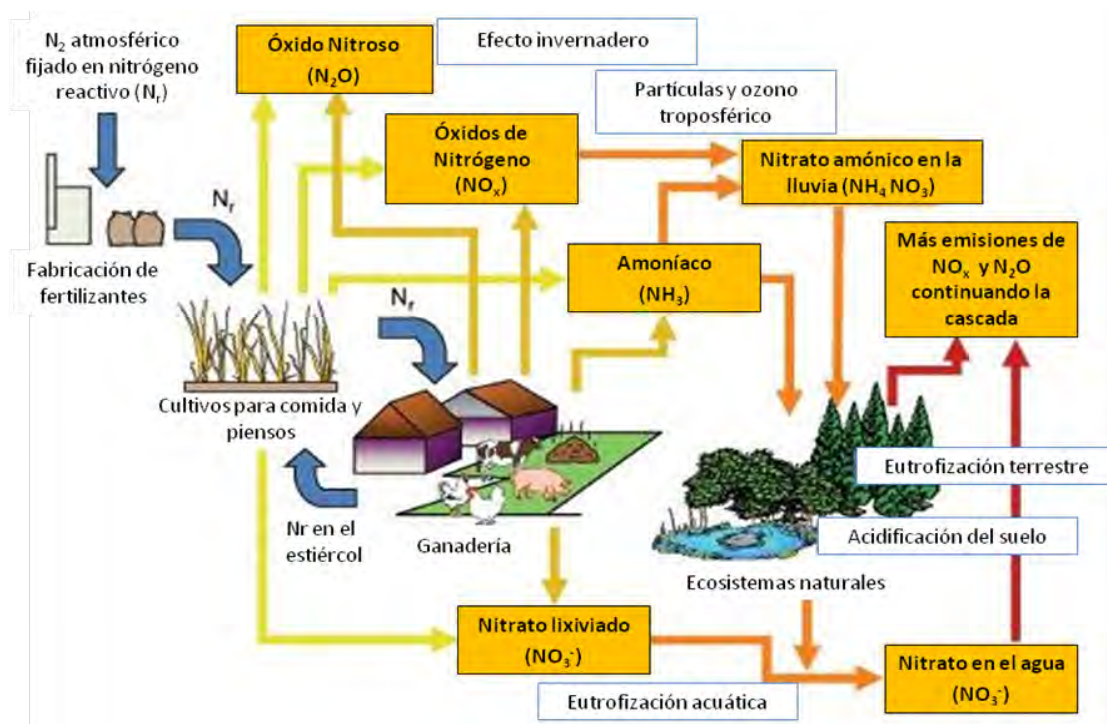 N₂ atmosférico
fijado en nitrógeno
reactivo (Nᵣ)
Óxido Nitroso
(N₂O)
Efecto invernadero
Partículas y ozono
troposférico
Óxidos de
Nitrógeno
(NOₓ)
Nitrato amónico en la
lluvia (NH₄ NO₃)
Nᵣ
Fabricación de
fertilizantes
Amoníaco
(NH₃)
Más emisiones de
NOₓ y N₂O
continuando la
cascada
Nᵣ
Cultivos para comida y
piensos
Nr en el
estiércol
Ganadería
Eutrofización terrestre
Acidificación del suelo
Ecosistemas naturales
Nitrato lixiviado
(NO₃⁻)
Eutrofización acuática
Nitrato en el agua
(NO₃⁻)